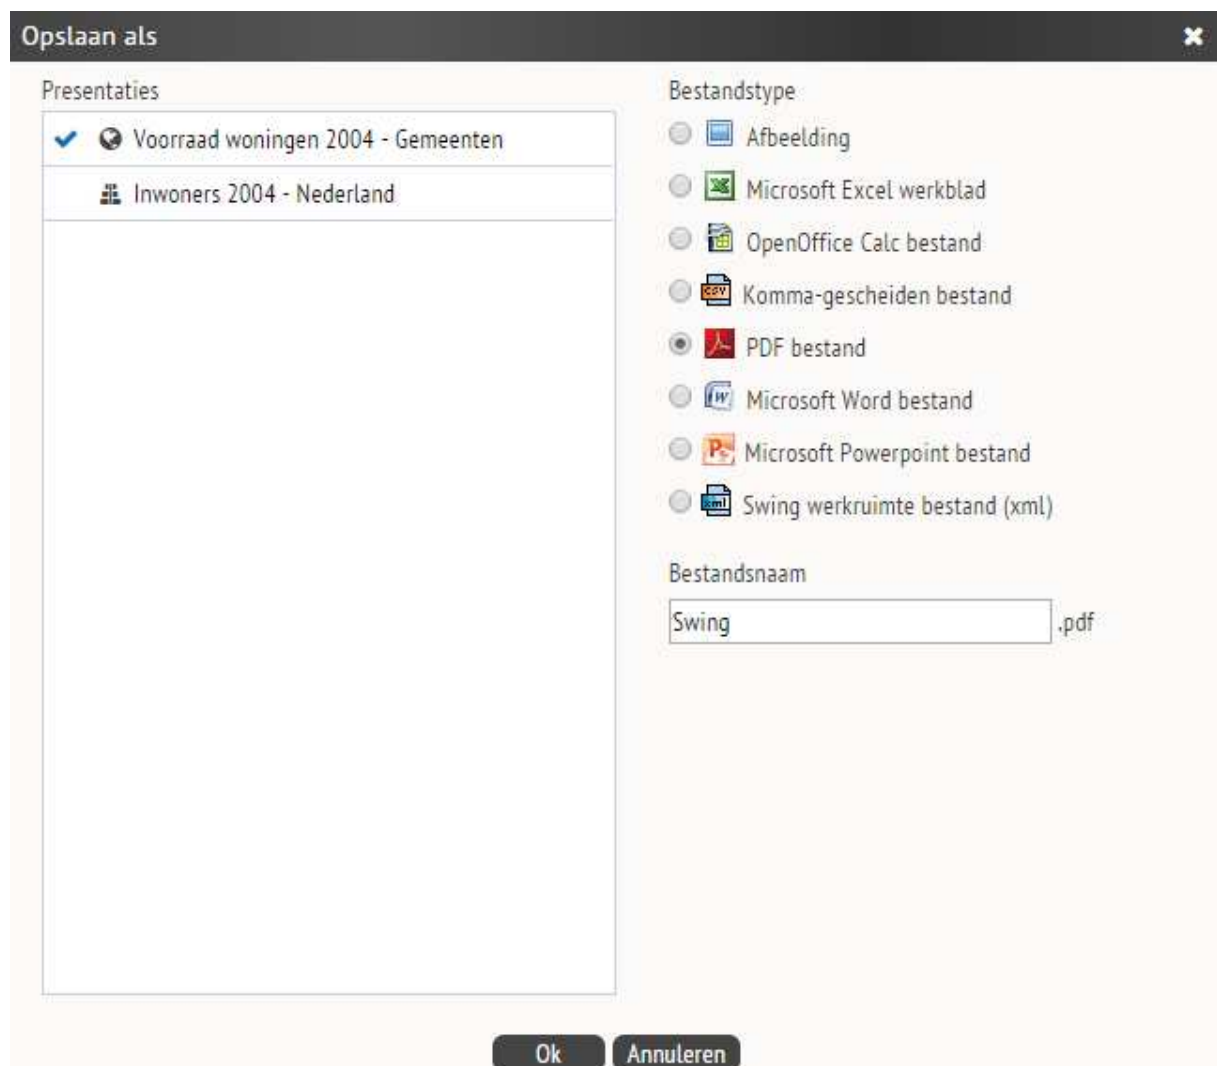 Opslaan als
Presentaties
Voorraad woningen 2004 - Gemeenten
Inwoners 2004 - Nederland
Bestandstype
Afbeelding
Microsoft Excel werkblad
OpenOffice Calc bestand
csv Komma-gescheiden bestand
PDF bestand
W Microsoft Word bestand
P Microsoft Powerpoint bestand
xml Swing werkruimte bestand (xml)
Bestandsnaam
Swing .pdf
Ok Annuleren